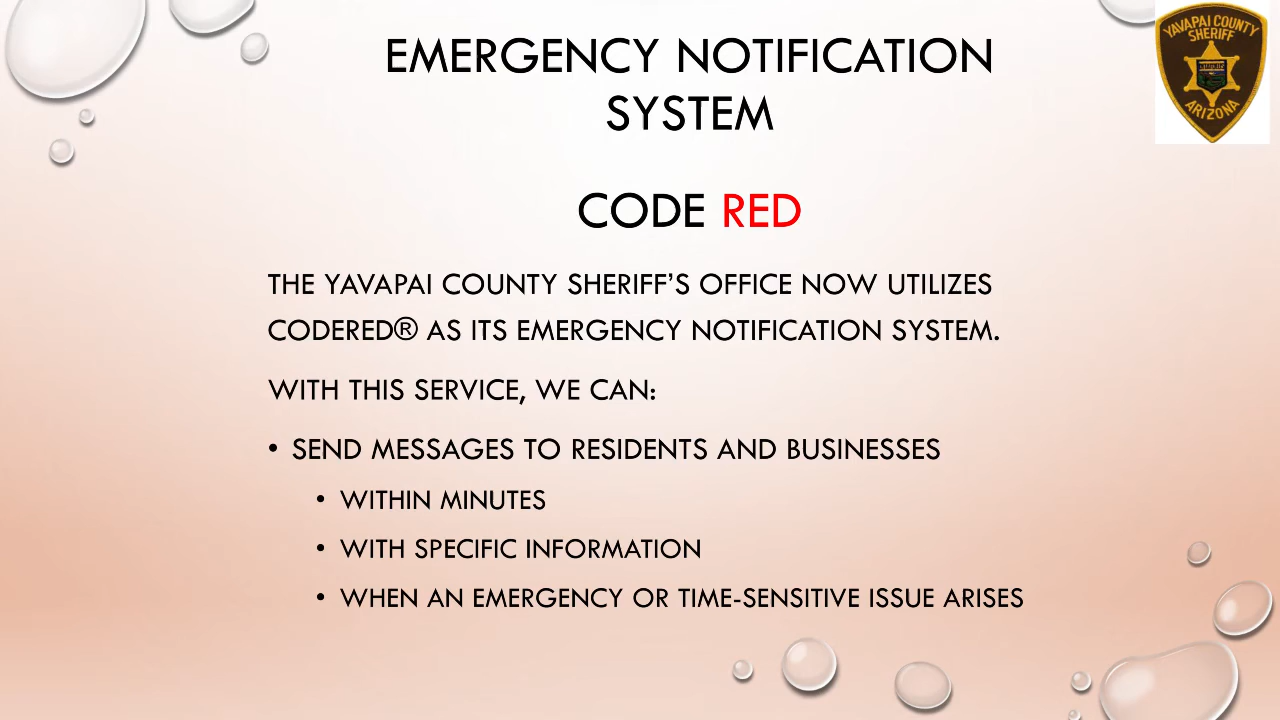 EMERGENCY NOTIFICATION
SYSTEM
YAVAPAI COUNTY
SHERIFF
ARIZONA
CODE RED
THE YAVAPAI COUNTY SHERIFF’S OFFICE NOW UTILIZES
CODERED® AS ITS EMERGENCY NOTIFICATION SYSTEM.
WITH THIS SERVICE, WE CAN:
• SEND MESSAGES TO RESIDENTS AND BUSINESSES
• WITHIN MINUTES
• WITH SPECIFIC INFORMATION
• WHEN AN EMERGENCY OR TIME-SENSITIVE ISSUE ARISES